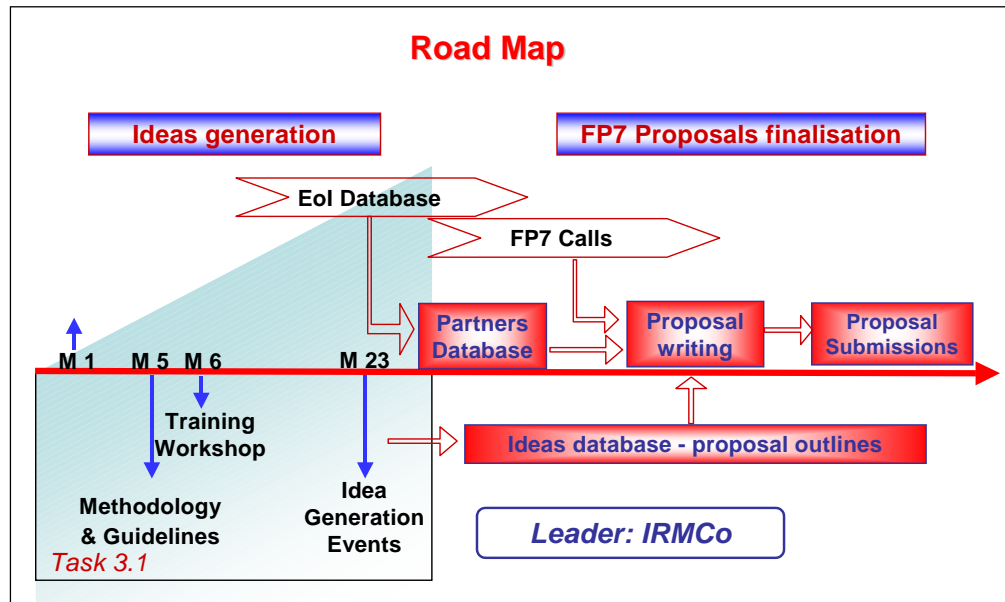 Road Map
Ideas generation
FP7 Proposals finalisation
EoI Database
FP7 Calls
Partners
Database
Proposal
writing
Proposal
Submissions
M 1
M 5
M 6
M 23
Training
Workshop
Ideas database - proposal outlines
Methodology
& Guidelines
Idea
Generation
Events
Leader: IRMCo
Task 3.1